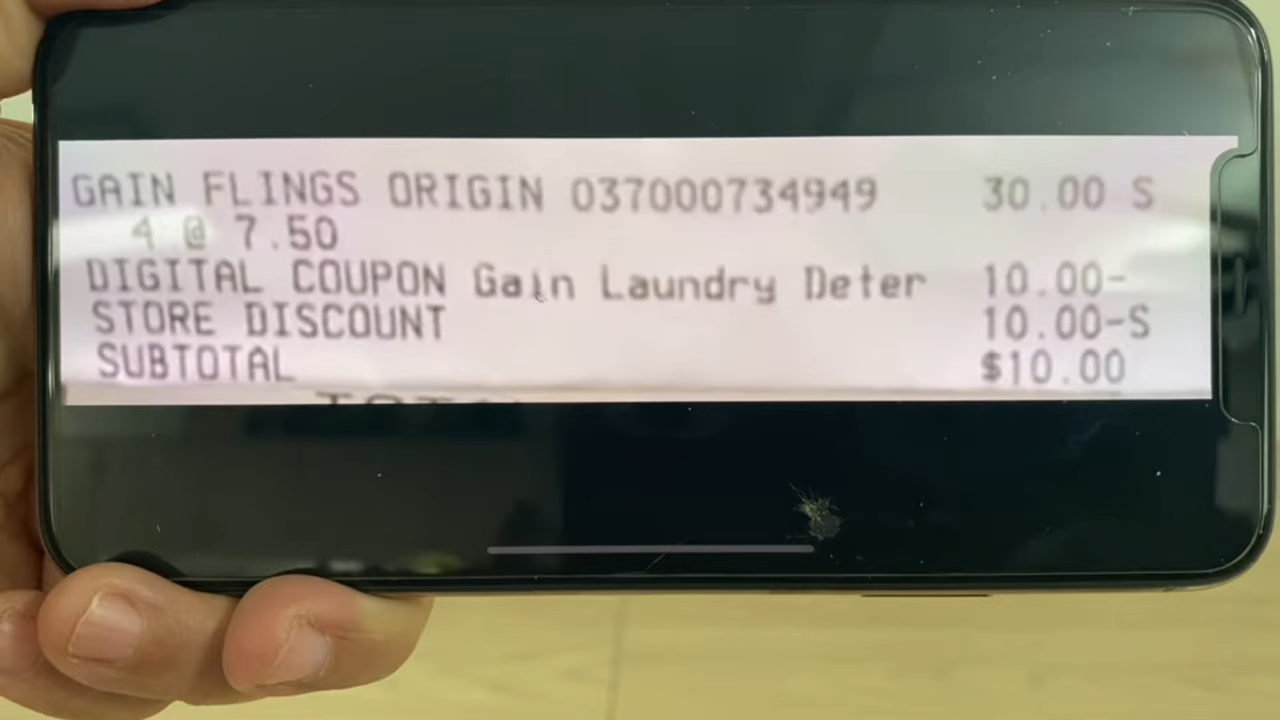 GAIN FLINGS ORIGIN 037000734949 30.00 S
4 @ 7.50
DIGITAL COUPON Gain Laundry Deter 10.00-
STORE DISCOUNT 10.00-S
SUBTOTAL $10.00